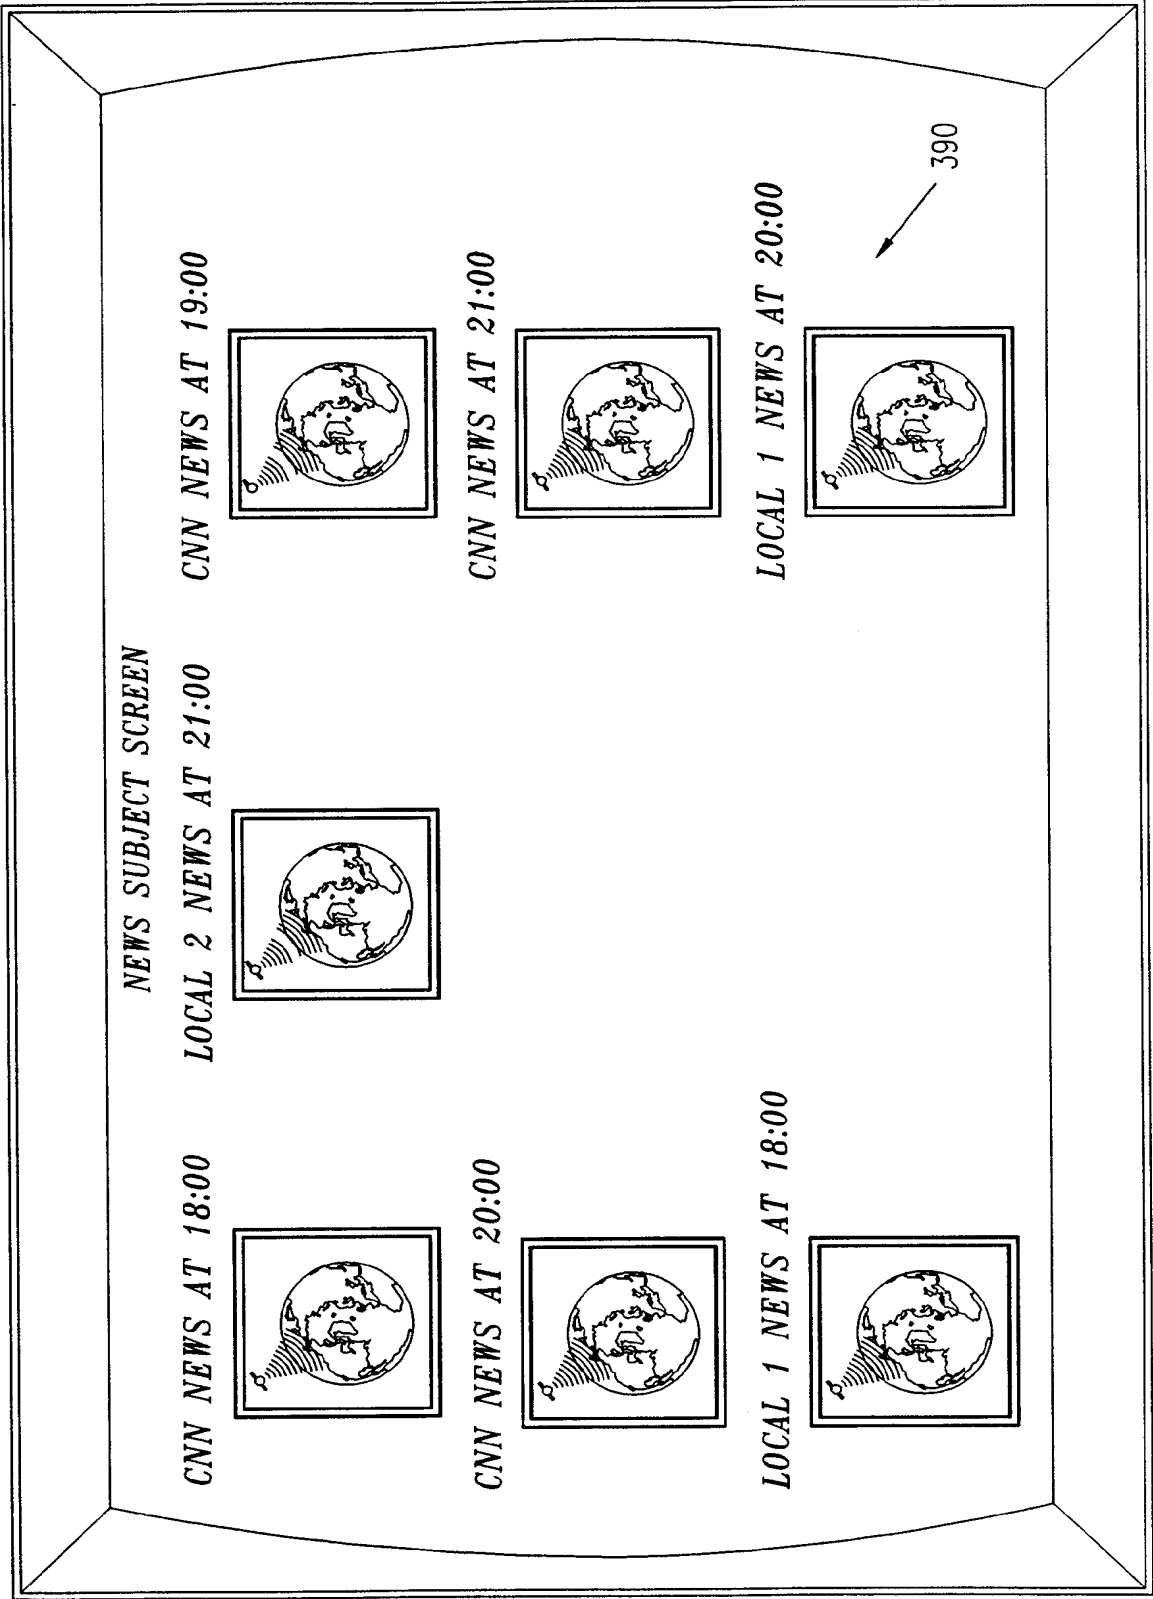 NEWS SUBJECT SCREEN
CNN NEWS AT 18:00
LOCAL 2 NEWS AT 21:00
CNN NEWS AT 19:00
CNN NEWS AT 20:00
CNN NEWS AT 21:00
LOCAL 1 NEWS AT 18:00
LOCAL 1 NEWS AT 20:00
390